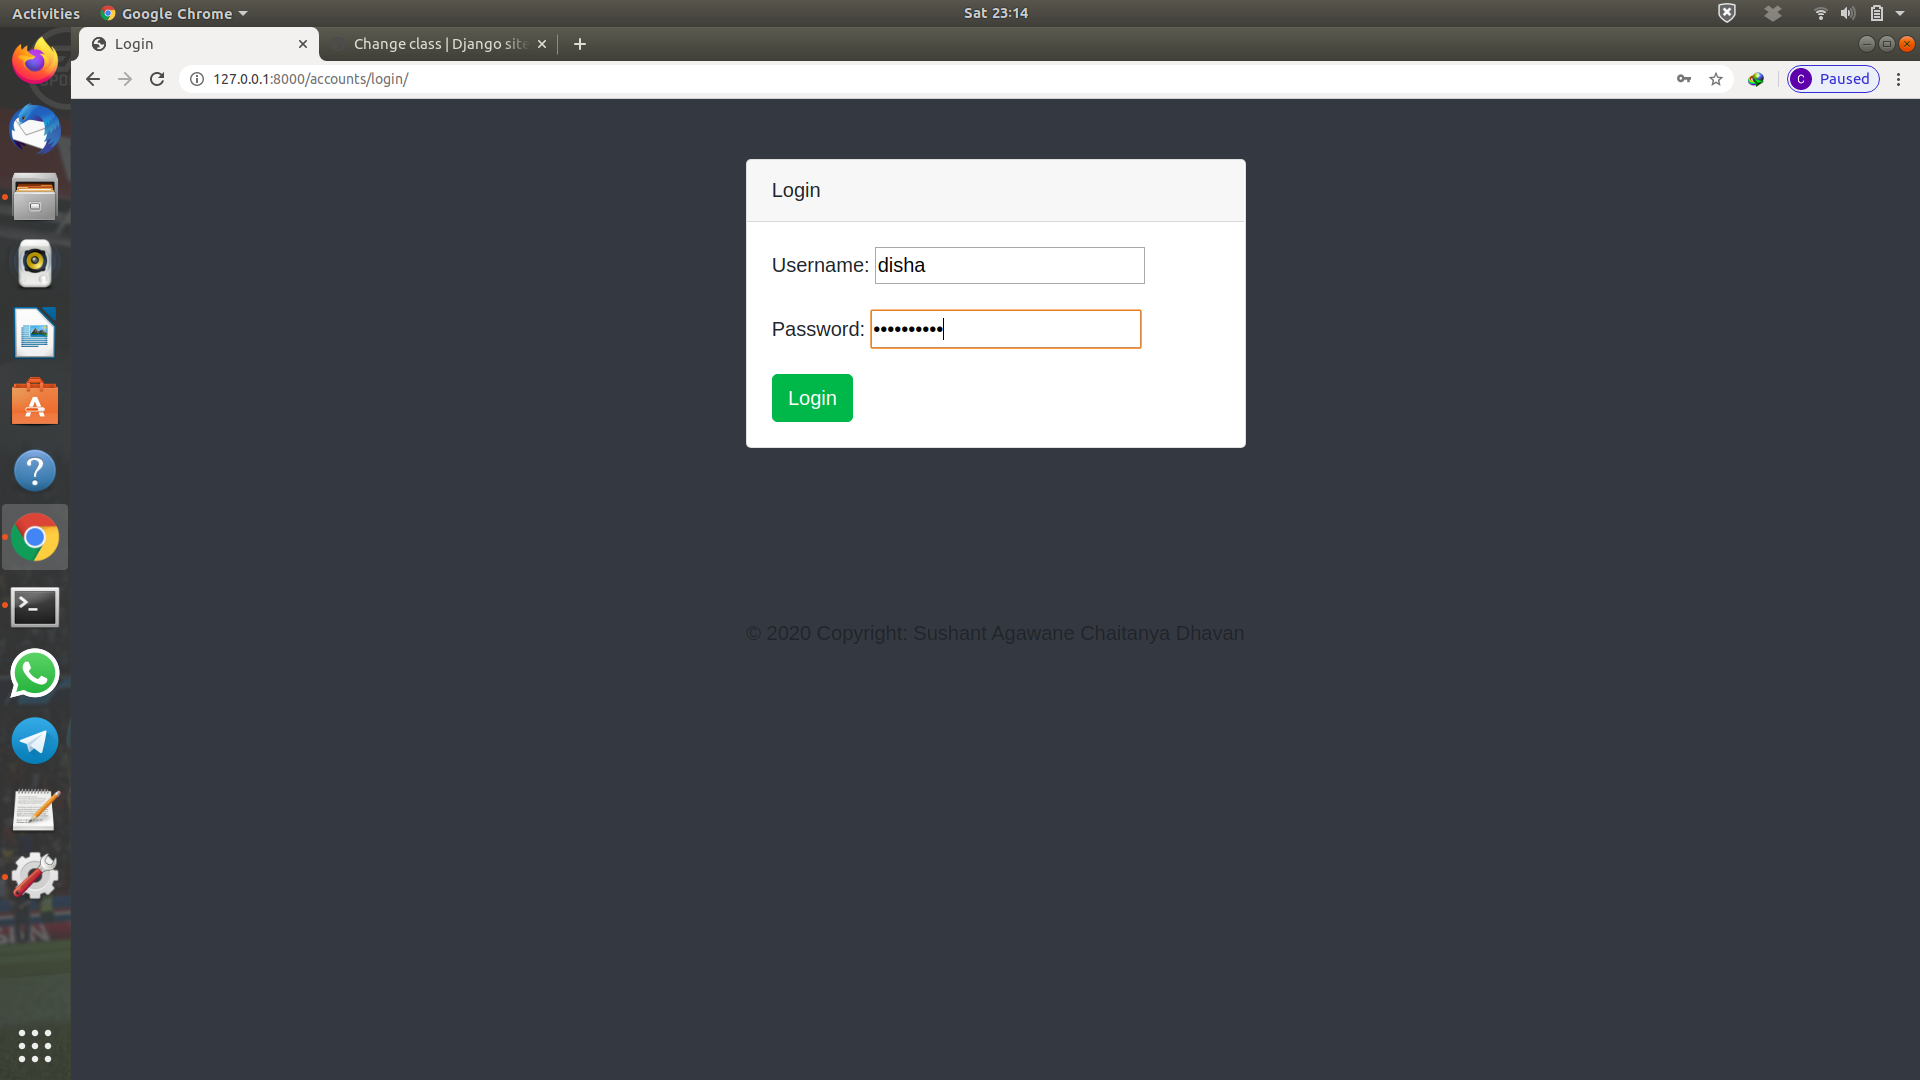 Activities Google Chrome Sat 23:14
Login Change class | Django site
127.0.0.1:8000/accounts/login/ C Paused
Login
Username: disha
Password: ••••••••••
Login
© 2020 Copyright: Sushant Agawane Chaitanya Dhavan